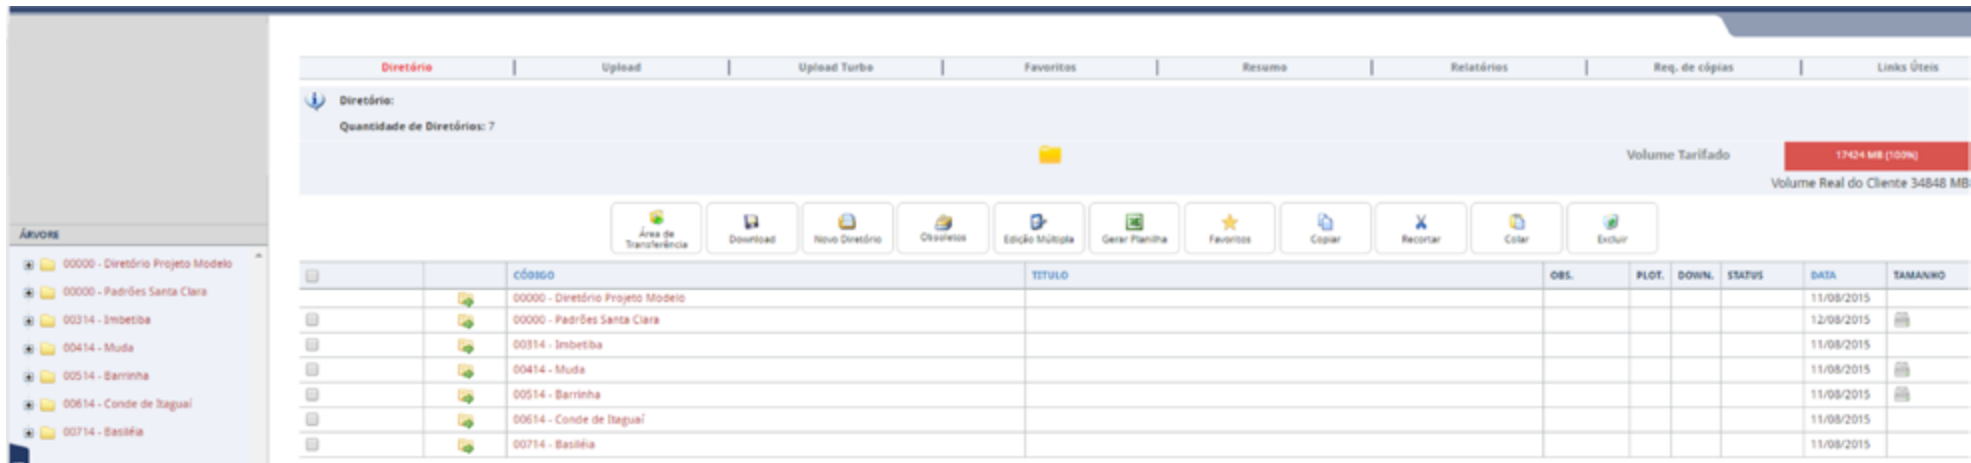 Diretório | Upload | Upload Turbo | Favoritos | Resumo | Relatórios | Req. de cópias | Links Úteis
Diretório:
Quantidade de Diretórios: 7
Volume Tarifado 17424 MB (100%)
Volume Real do Cliente 34848 MB
Área de Transferência Download Novo Diretório Obsoletos Edição Múltipla Gerar Planilha Favoritos Copiar Recortar Colar Excluir
ÁRVORE
00000 - Diretório Projeto Modelo
00000 - Padrões Santa Clara
00314 - Imbetiba
00414 - Muda
00514 - Barrinha
00614 - Conde de Itaguaí
00714 - Basiléia
CÓDIGO TITULO OBS. PLOT. DOWN. STATUS DATA TAMANHO
00000 - Diretório Projeto Modelo 11/08/2015
00000 - Padrões Santa Clara 12/08/2015
00314 - Imbetiba 11/08/2015
00414 - Muda 11/08/2015
00514 - Barrinha 11/08/2015
00614 - Conde de Itaguaí 11/08/2015
00714 - Basiléia 11/08/2015